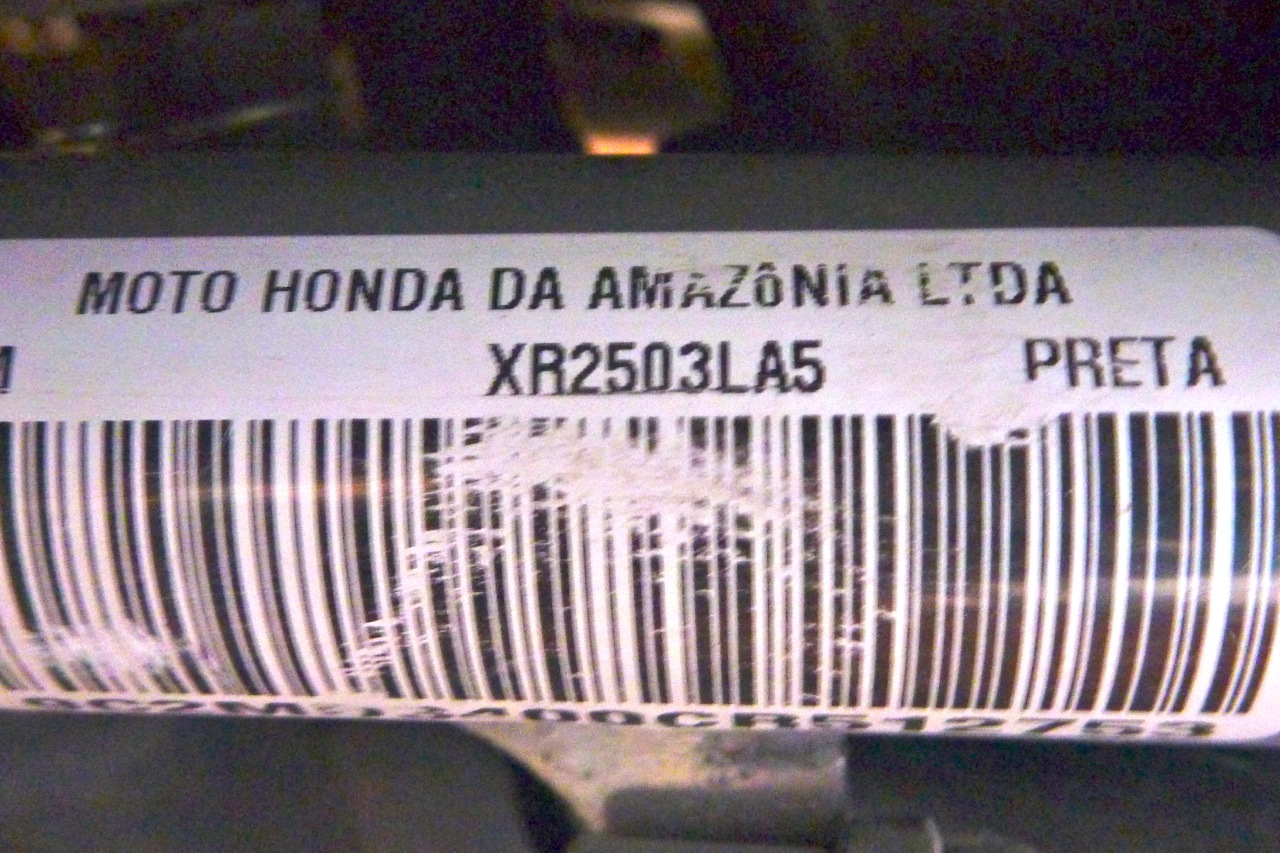 MOTO HONDA DA AMAZÔNIA LTDA
XR2503LA5 PRETA